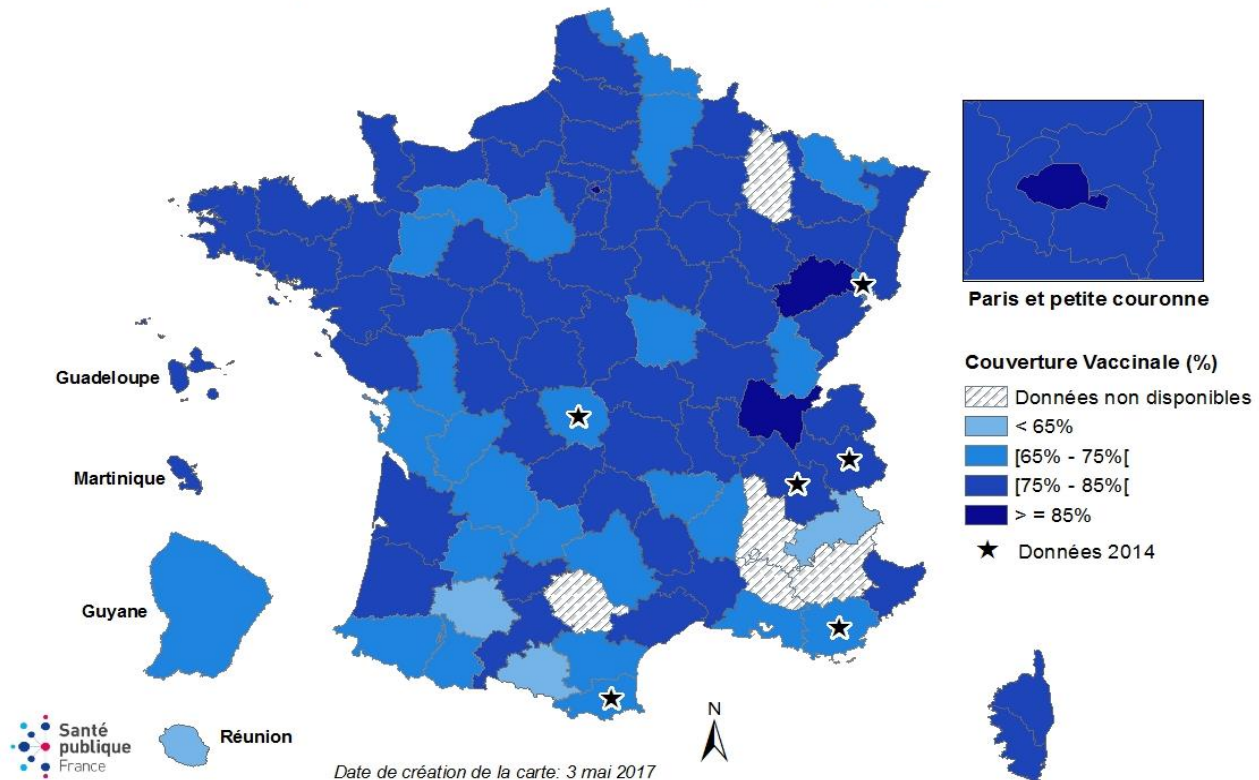 Paris et petite couronne
Couverture Vaccinale (%)
Données non disponibles
< 65%
[65% - 75%[
[75% - 85%[
> = 85%
Données 2014
Guadeloupe
Martinique
Guyane
Réunion
Santé
publique
France
N
Date de création de la carte: 3 mai 2017